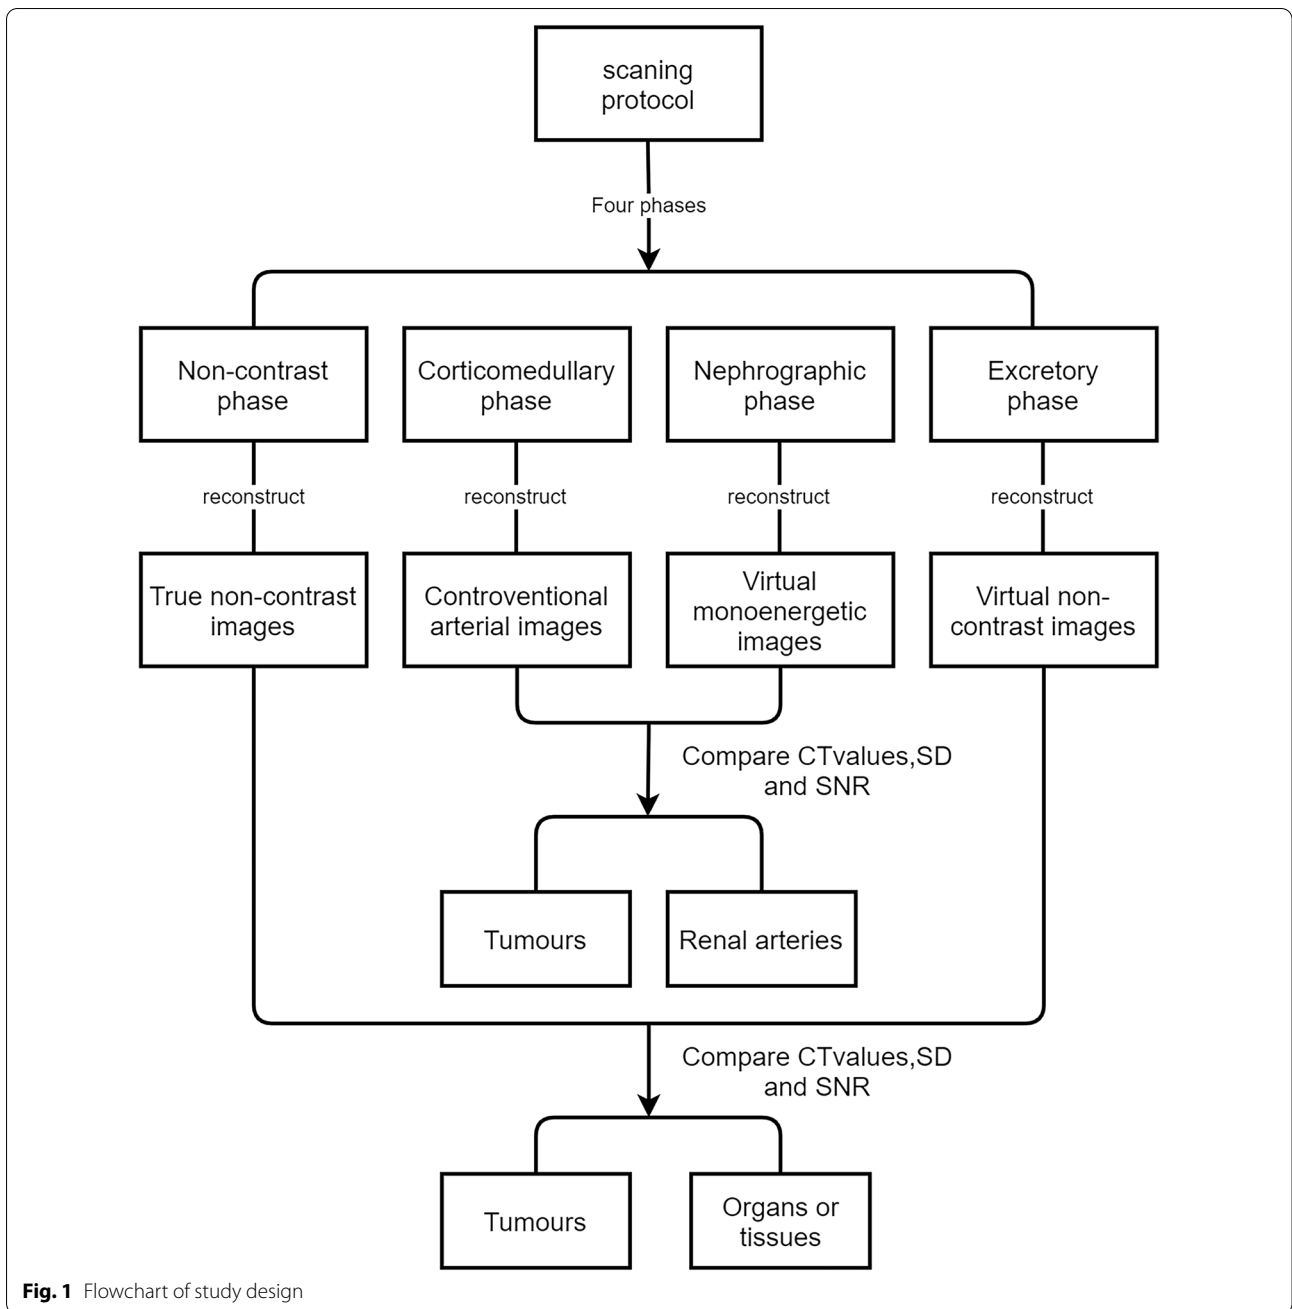 scaning
protocol
Four phases
Non-contrast
phase
Corticomedullary
phase
Nephrographic
phase
Excretory
phase
reconstruct
reconstruct
reconstruct
reconstruct
True non-contrast
images
Controventional
arterial images
Virtual
monoenergetic
images
Virtual non-
contrast images
Compare CTvalues,SD
and SNR
Tumours
Renal arteries
Compare CTvalues,SD
and SNR
Tumours
Organs or
tissues
Fig. 1 Flowchart of study design